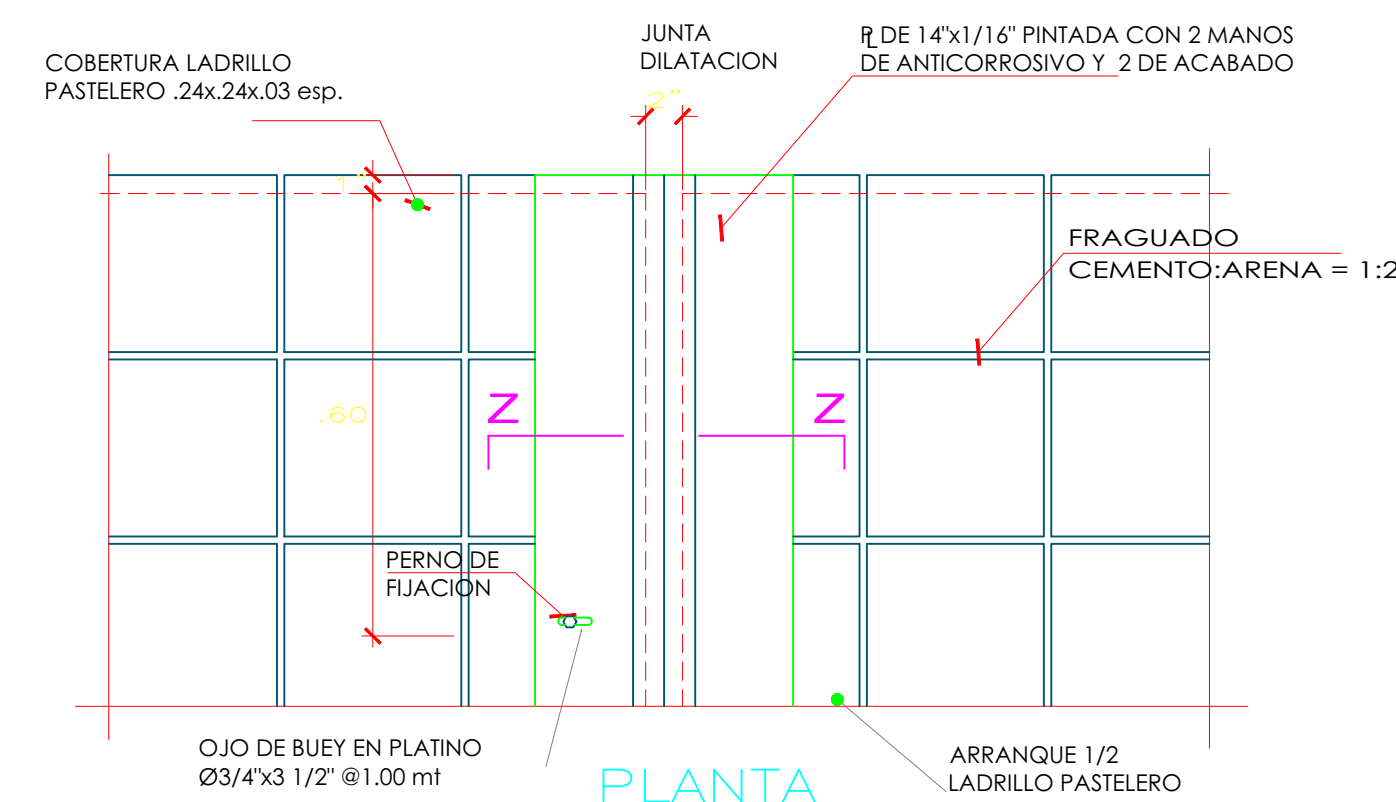 COBERTURA LADRILLO
PASTELERO .24x.24x.03 esp.
JUNTA
DILATACION
PL DE 14"x1/16" PINTADA CON 2 MANOS
DE ANTICORROSIVO Y 2 DE ACABADO
2"
1"
FRAGUADO
CEMENTO:ARENA = 1:2
.60
Z
Z
PERNO DE
FIJACION
OJO DE BUEY EN PLATINO
Ø3/4"x3 1/2" @1.00 mt
ARRANQUE 1/2
LADRILLO PASTELERO
PLANTA